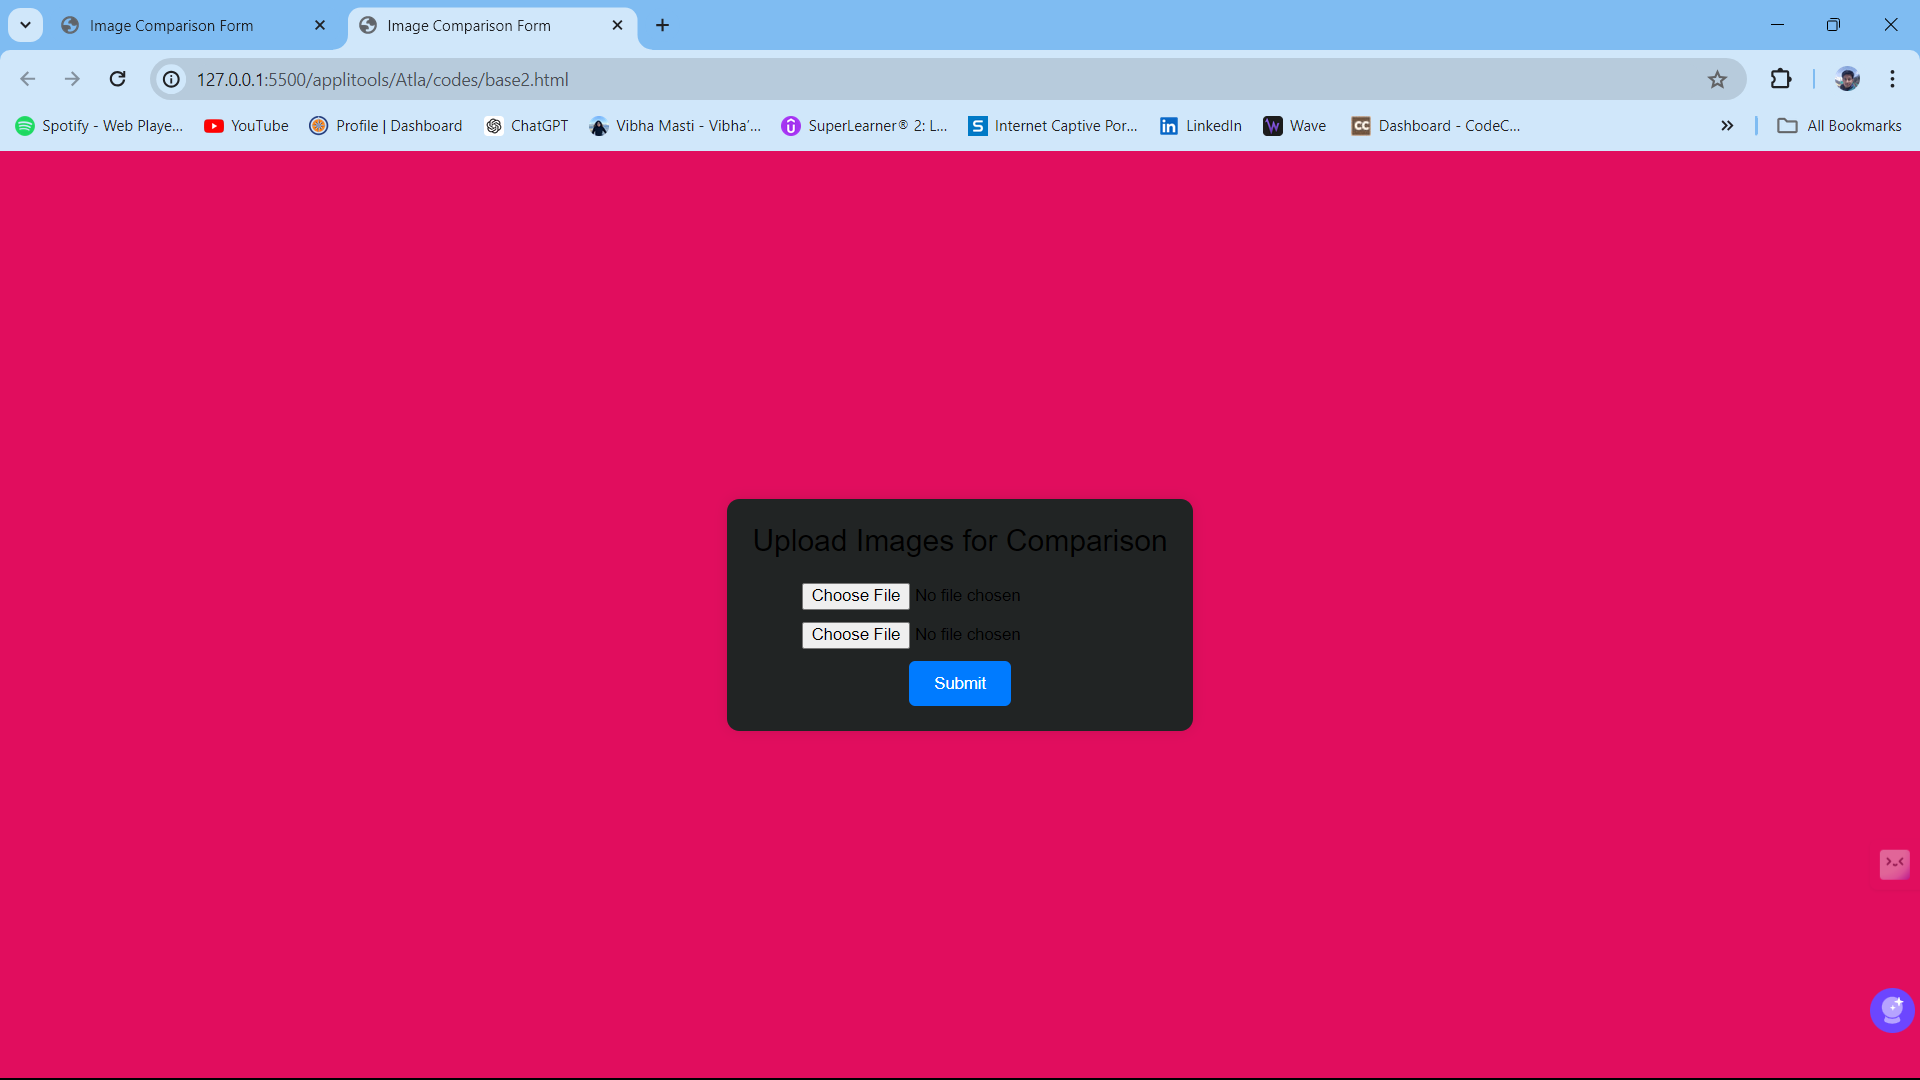 Image Comparison Form
Image Comparison Form
127.0.0.1:5500/applitools/Atla/codes/base2.html
Spotify - Web Playe...
YouTube
Profile | Dashboard
ChatGPT
Vibha Masti - Vibha'...
SuperLearner® 2: L...
S
Internet Captive Por...
in
LinkedIn
W
Wave
CC
Dashboard - CodeC...
All Bookmarks
Upload Images for Comparison
Choose File No file chosen
Choose File No file chosen
Submit